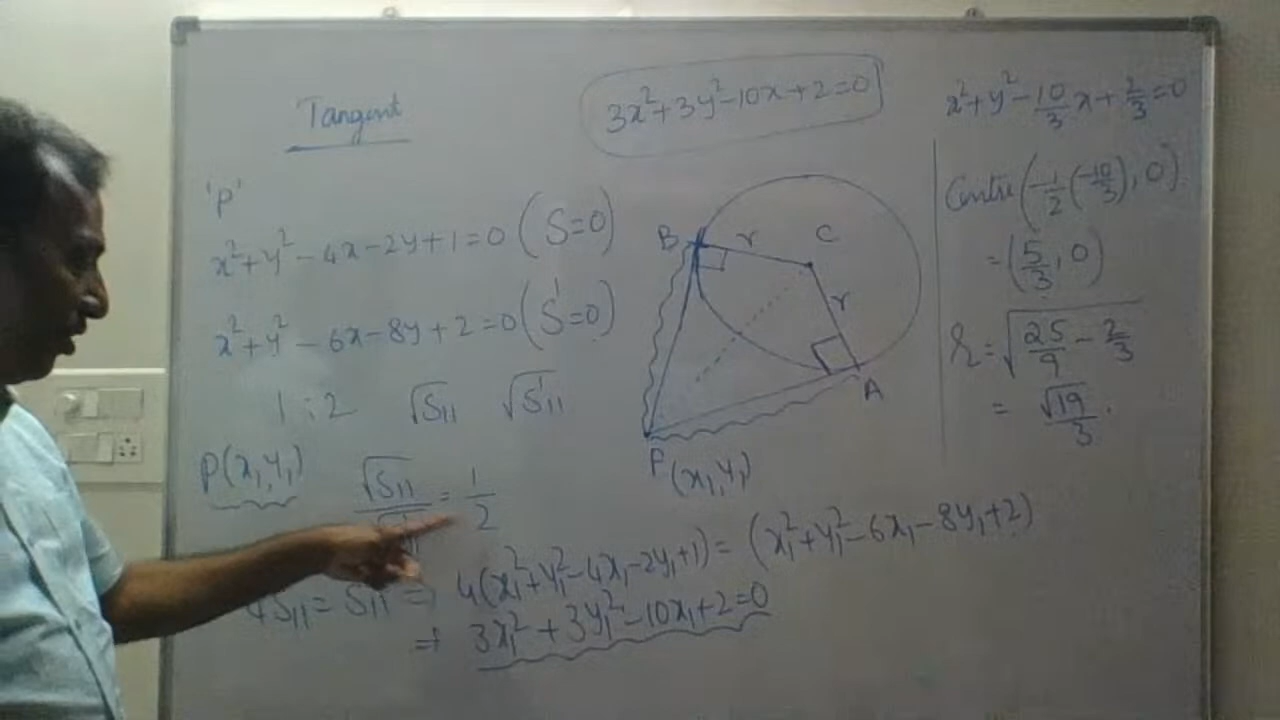 Tangent
'P'
x²+y²-4x-2y+1=0 (S=0)
x²+y²-6x-8y+2=0 (S'=0)
1:2 √S₁₁ √S'₁₁
P(x₁,y₁)
√S₁₁ = 1
2
4S₁₁ = S'₁₁ ⇒ 4(x₁²+y₁²-4x₁-2y₁+1) = (x₁²+y₁²-6x₁-8y₁+2)
⇒ 3x₁²+3y₁²-10x₁+2=0
3x²+3y²-10x+2=0
B r C
r
A
P (x₁,y₁)
x²+y²-10/3 x+2/3=0
Centre (-1/2(-10/3), 0)
= (5/3, 0)
r = √(25/9 - 2/3)
= √19/3.